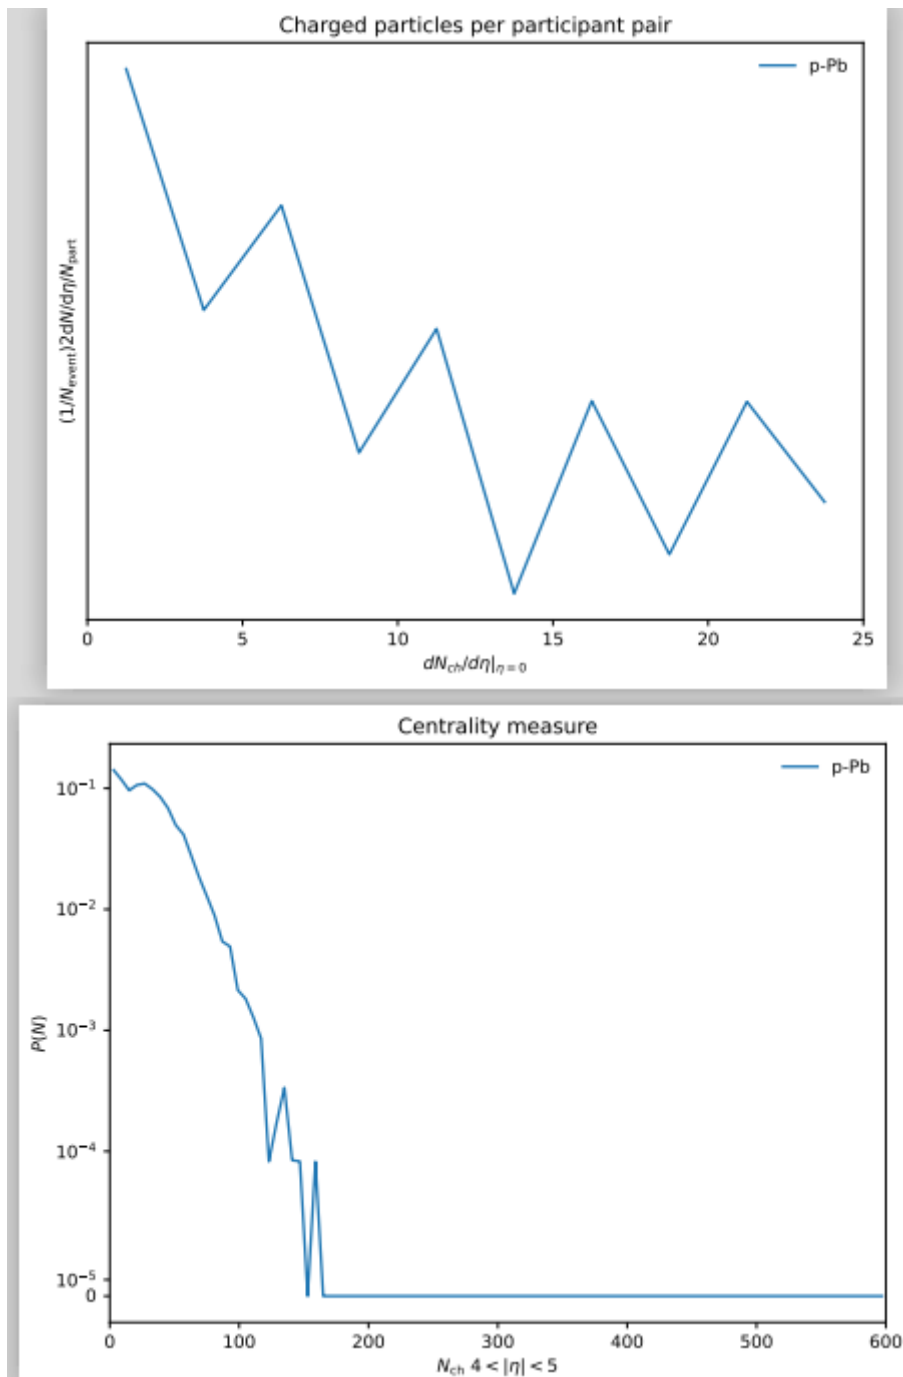 Charged particles per participant pair
p-Pb
(1/N_event)2dN/dη/N_part
0 5 10 15 20 25
dN_ch/dη|η=0
Centrality measure
p-Pb
10⁻¹
10⁻²
10⁻³
10⁻⁴
10⁻⁵
0
P(N)
0 100 200 300 400 500 600
N_ch 4 < |η| < 5